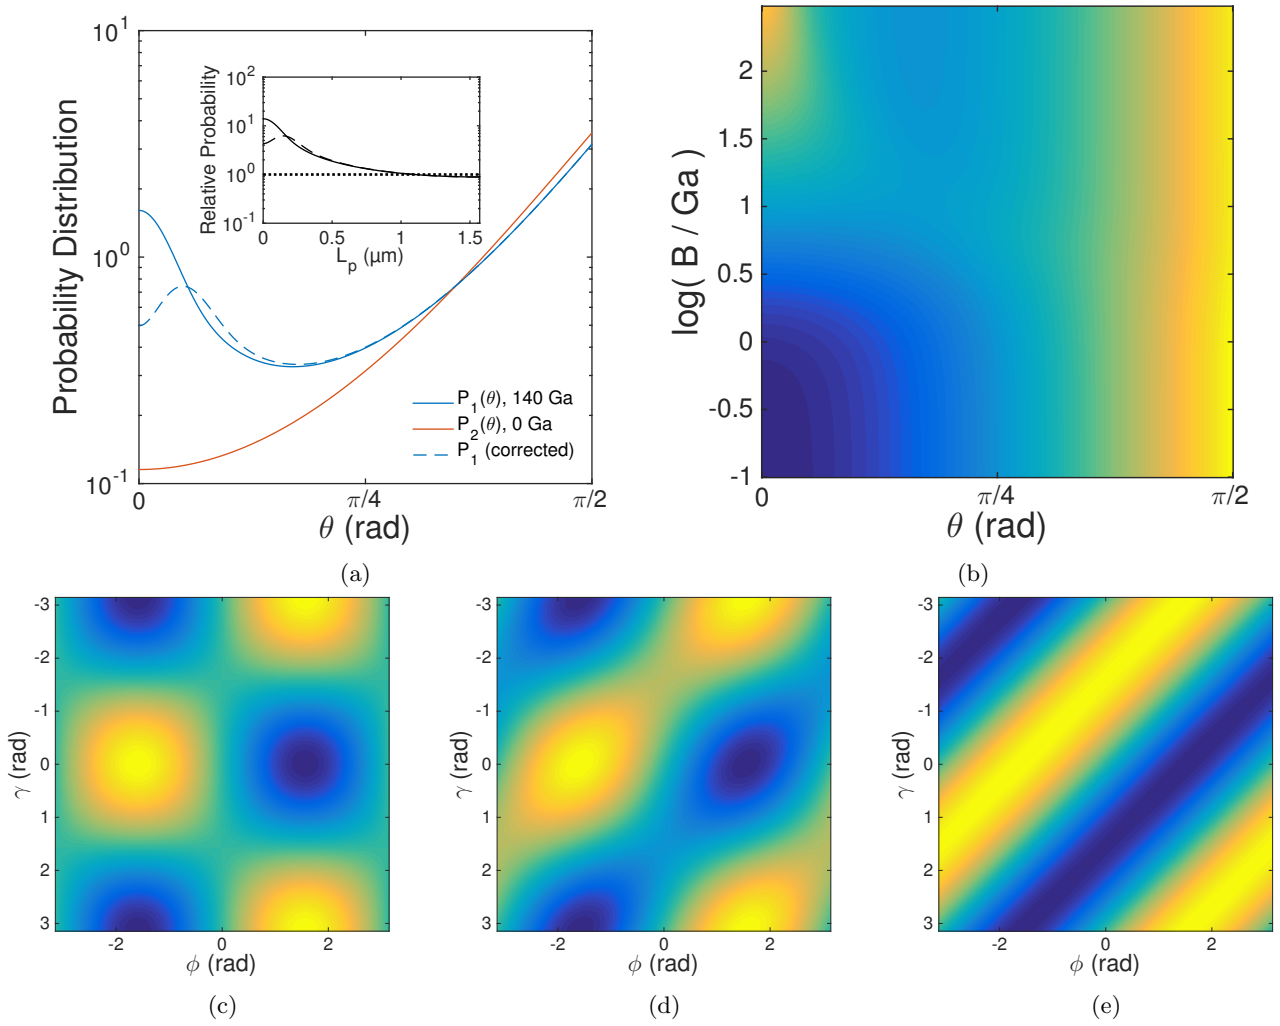 Probability Distribution
10^1
10^0
10^-1
0
π/4
π/2
θ (rad)
Relative Probability
10^2
10^1
10^0
10^-1
0
0.5
1
1.5
L_p (μm)
P_1(θ), 140 Ga
P_2(θ), 0 Ga
P_1 (corrected)
(a)
log( B / Ga )
2
1.5
1
0.5
0
-0.5
-1
0
π/4
π/2
θ (rad)
(b)
γ (rad)
-3
-2
-1
0
1
2
3
-2
0
2
ϕ (rad)
(c)
γ (rad)
-3
-2
-1
0
1
2
3
-2
0
2
ϕ (rad)
(d)
γ (rad)
-3
-2
-1
0
1
2
3
-2
0
2
ϕ (rad)
(e)